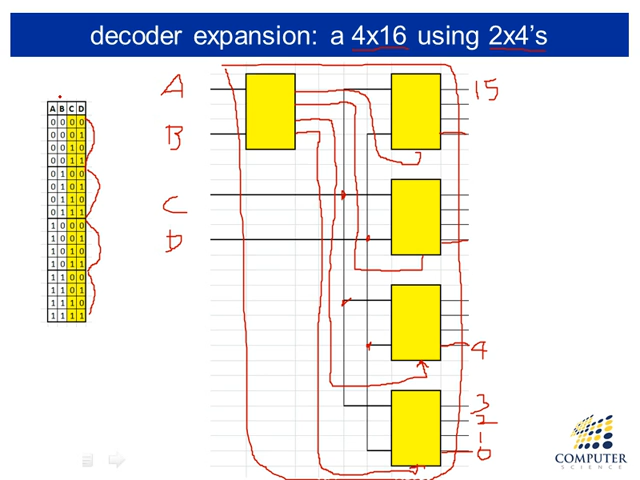 decoder expansion: a 4x16 using 2x4's
A B C D
0 0 0 0
0 0 0 1
0 0 1 0
0 0 1 1
0 1 0 0
0 1 0 1
0 1 1 0
0 1 1 1
1 0 0 0
1 0 0 1
1 0 1 0
1 0 1 1
1 1 0 0
1 1 0 1
1 1 1 0
1 1 1 1
A
B
C
D
15
4
3
2
1
0
COMPUTER
SCIENCE